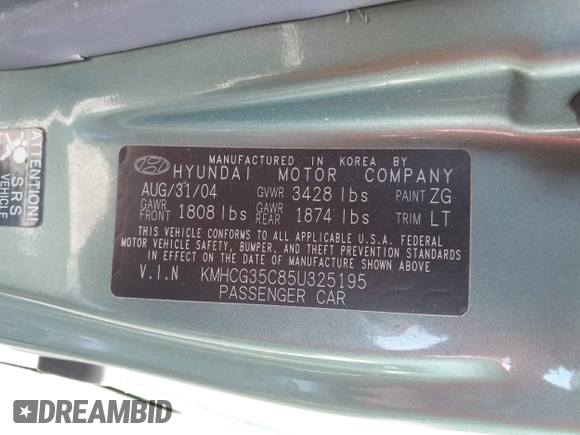 ATTENTION!
SRS
VEHICLE
MANUFACTURED IN KOREA BY
HYUNDAI MOTOR COMPANY
AUG/31/04 GVWR 3428 lbs PAINT ZG
GAWR FRONT 1808 lbs GAWR REAR 1874 lbs TRIM LT
THIS VEHICLE CONFORMS TO ALL APPLICABLE U.S.A. FEDERAL
MOTOR VEHICLE SAFETY, BUMPER, AND THEFT PREVENTION STANDARDS
IN EFFECT ON THE DATE OF MANUFACTURE SHOWN ABOVE
V.I.N KMHCG35C85U325195
PASSENGER CAR
DREAMBID